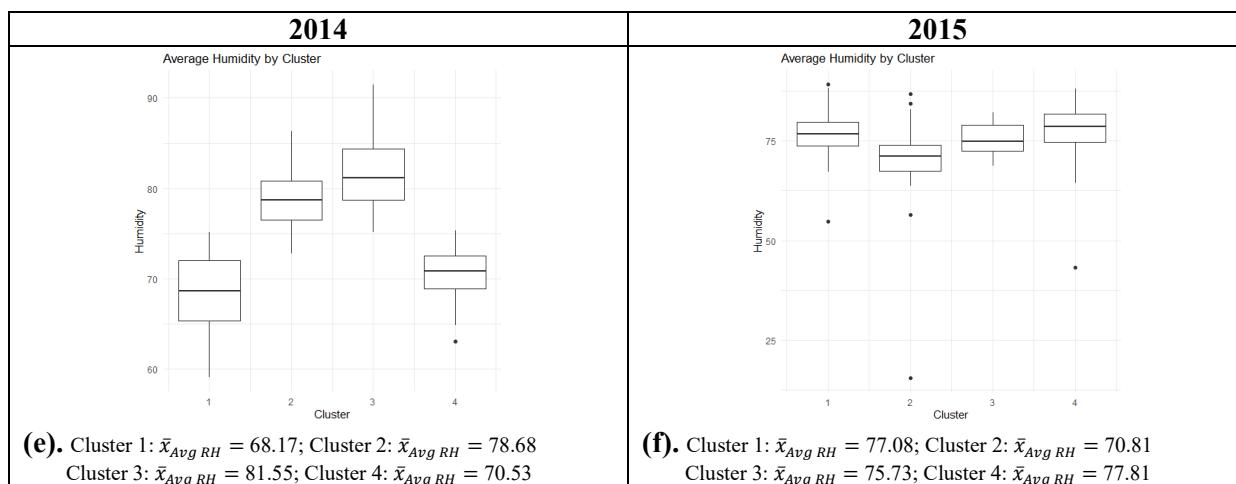 2014
2015
Average Humidity by Cluster
90
80
70
60
Humidity
1 2 3 4
Cluster
Average Humidity by Cluster
75
50
25
Humidity
1 2 3 4
Cluster
(e). Cluster 1: x̄Avg RH = 68.17; Cluster 2: x̄Avg RH = 78.68
Cluster 3: x̄Avg RH = 81.55; Cluster 4: x̄Avg RH = 70.53
(f). Cluster 1: x̄Avg RH = 77.08; Cluster 2: x̄Avg RH = 70.81
Cluster 3: x̄Avg RH = 75.73; Cluster 4: x̄Avg RH = 77.81